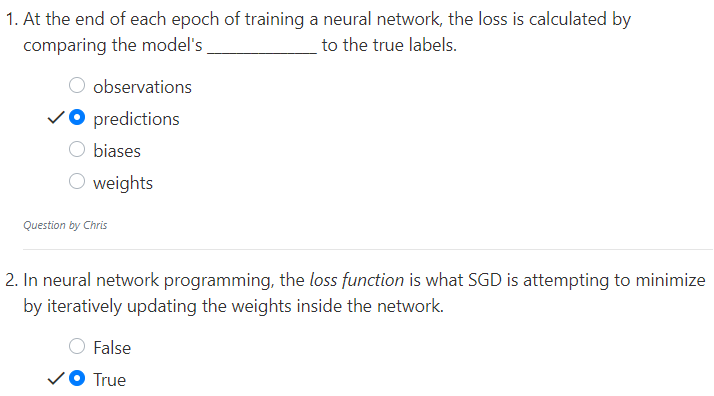 1. At the end of each epoch of training a neural network, the loss is calculated by
comparing the model's ______________ to the true labels.
observations
predictions
biases
weights
Question by Chris
2. In neural network programming, the loss function is what SGD is attempting to minimize
by iteratively updating the weights inside the network.
False
True